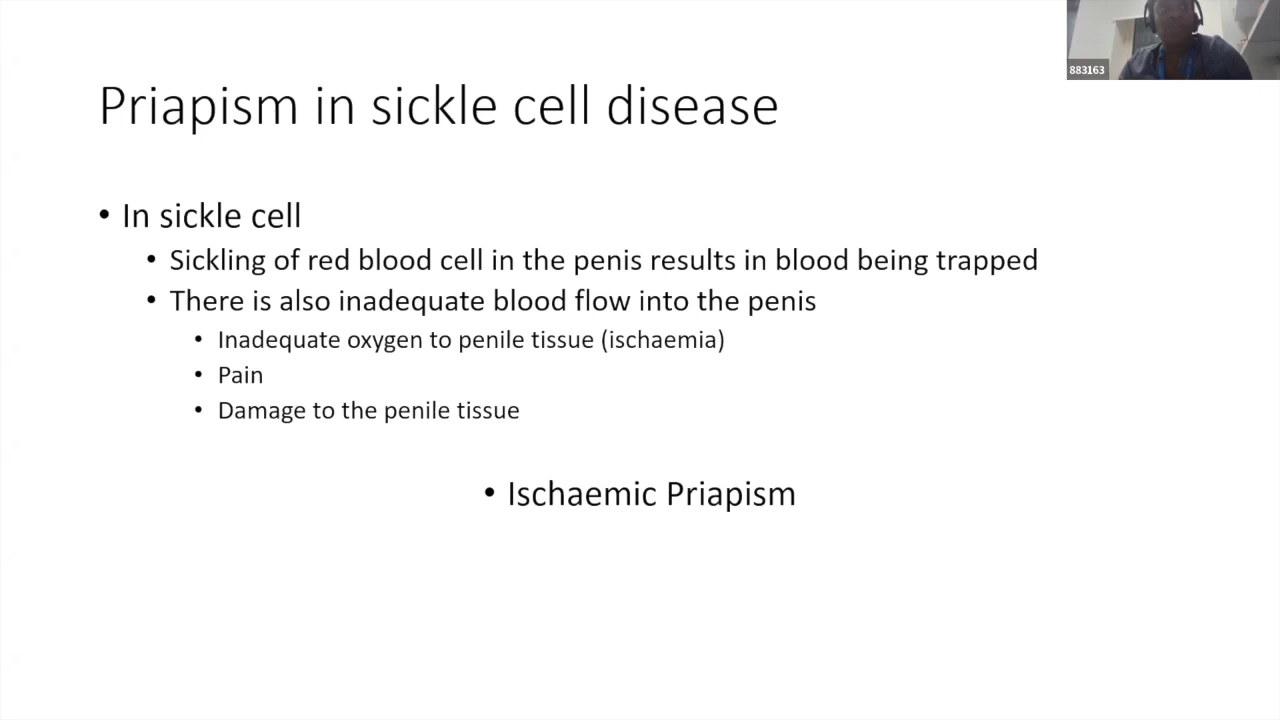 883163
Priapism in sickle cell disease
• In sickle cell
• Sickling of red blood cell in the penis results in blood being trapped
• There is also inadequate blood flow into the penis
• Inadequate oxygen to penile tissue (ischaemia)
• Pain
• Damage to the penile tissue
• Ischaemic Priapism